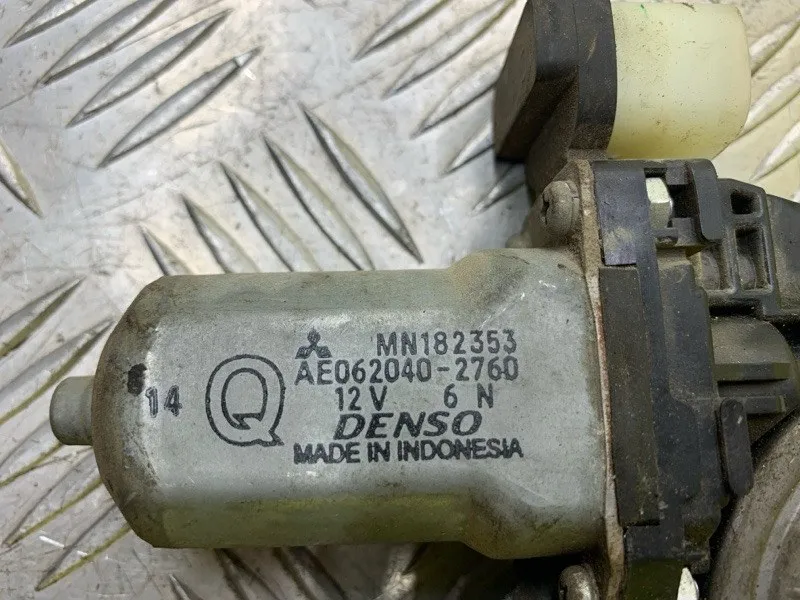 MN182353
AE062040-2760
14
Q
12V 6 N
DENSO
MADE IN INDONESIA